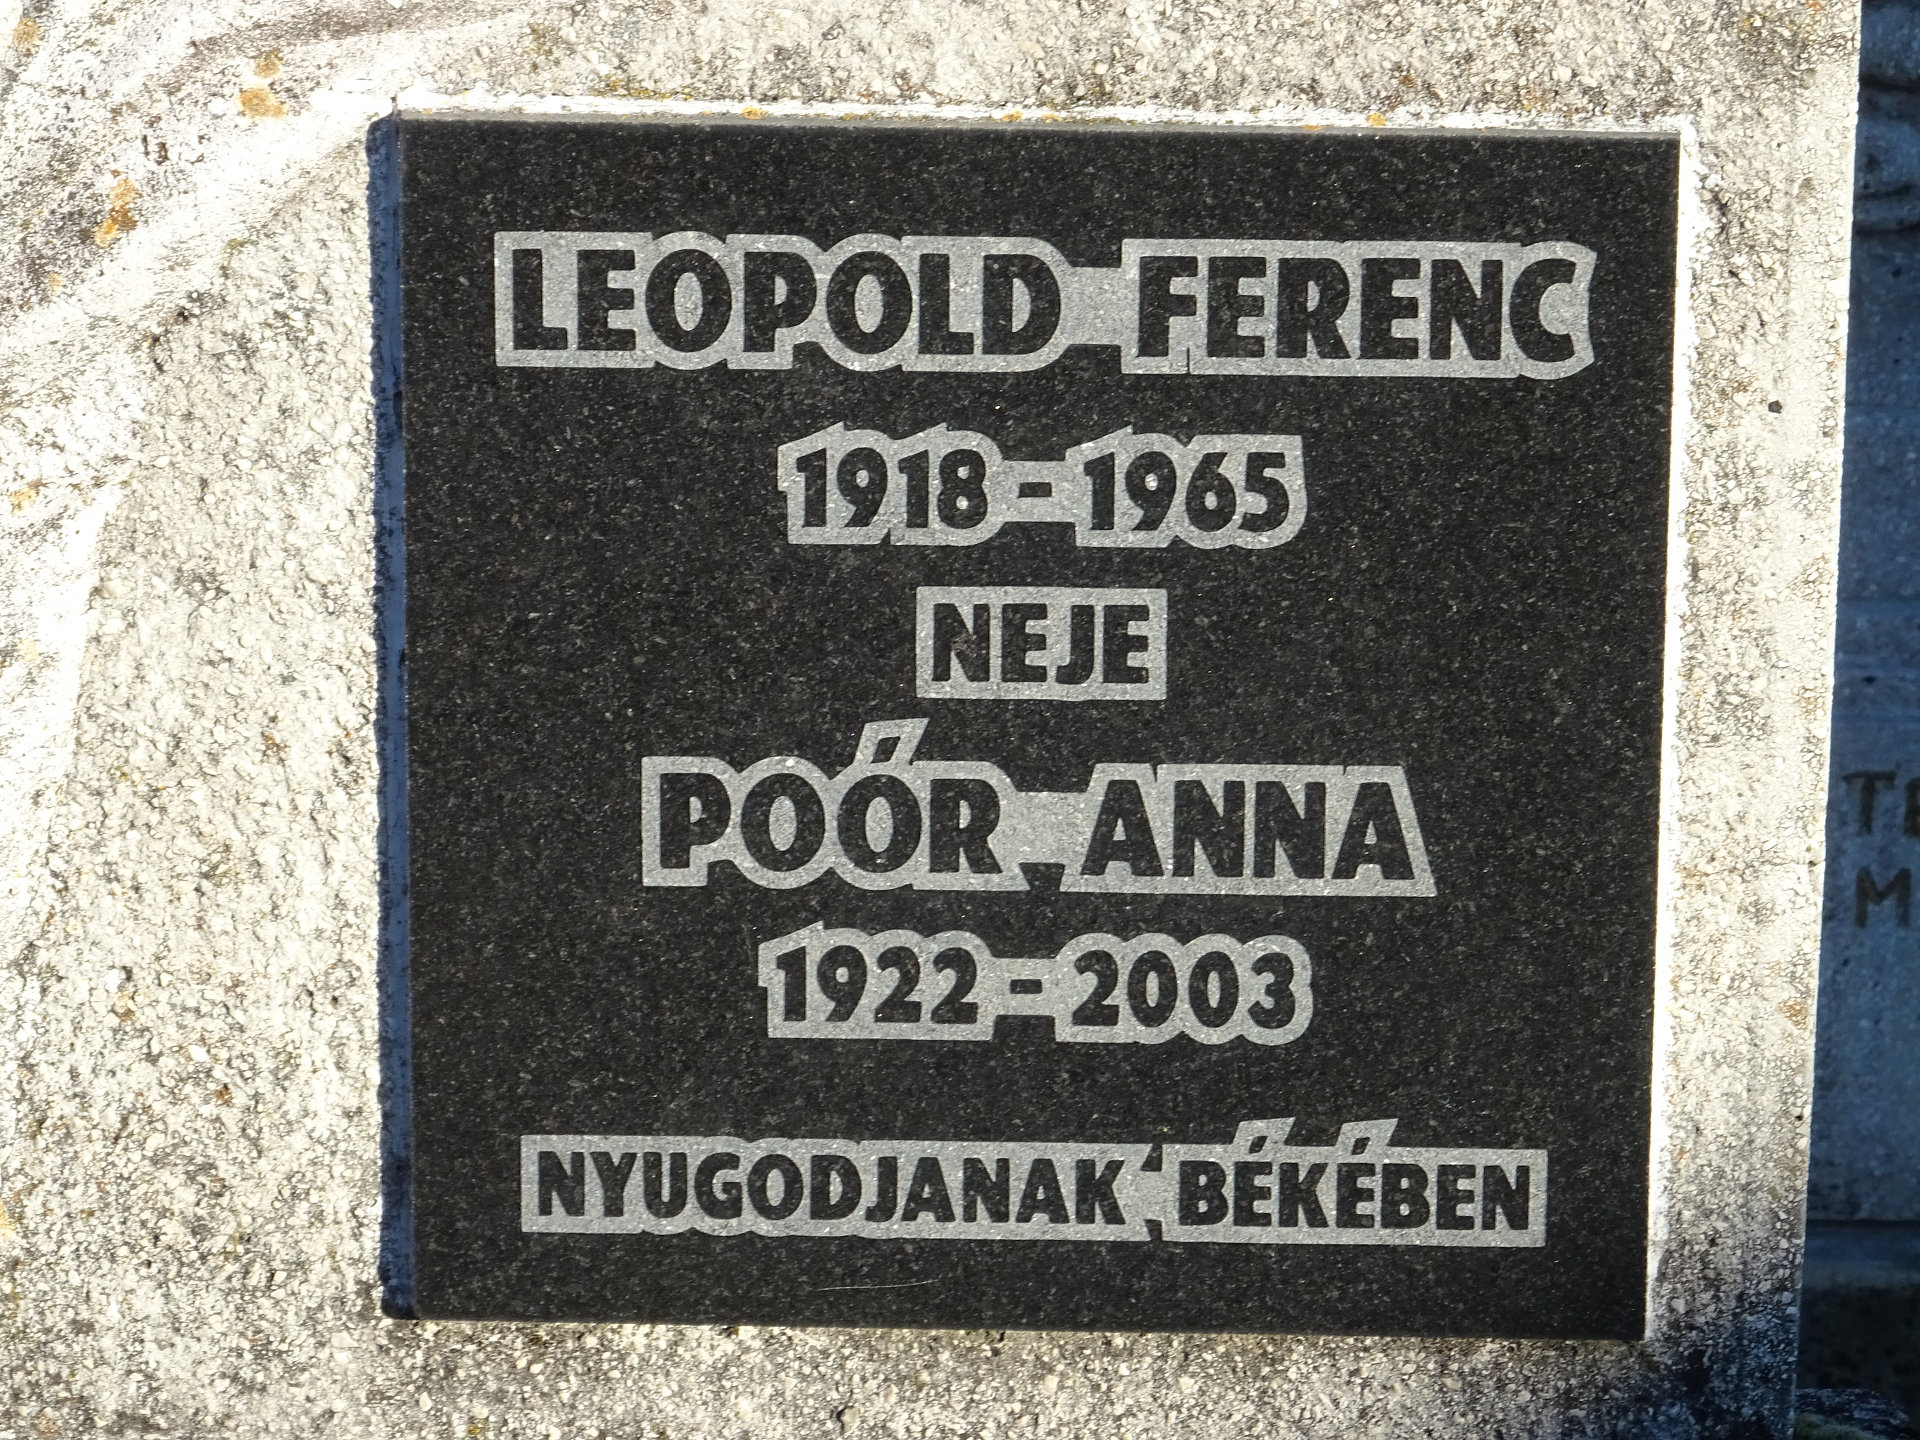 LEOPOLD FERENC
1918-1965
NEJE
POÓR ANNA
1922-2003
NYUGODJANAK BÉKÉBEN